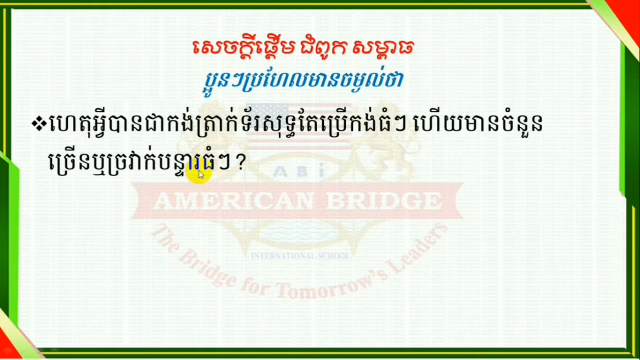 សេចក្តីផ្តើម ជំពូក សម្ពាធ
ប្អូនៗប្រហែលមានចម្ងល់ថា
❖ហេតុអ្វីបានជាកង់ត្រាក់ទ័រសុទ្ធតែប្រើកង់ធំៗ ហើយមានចំនួន
ច្រើនឬច្រវាក់បន្ទារុធំៗ ?
A B i
AMERICAN BRIDGE
INTERNATIONAL SCHOOL
The Bridge for Tomorrow's Leaders